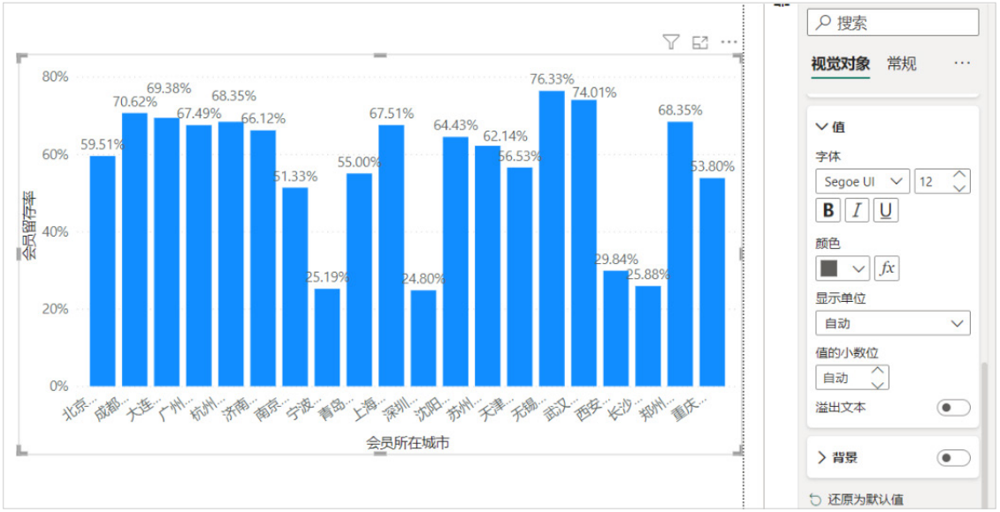 80%
60%
40%
20%
0%
会员留存率
59.51%
70.62%
69.38%
67.49%
68.35%
66.12%
51.33%
25.19%
55.00%
67.51%
24.80%
64.43%
62.14%
56.53%
76.33%
74.01%
29.84%
25.88%
68.35%
53.80%
北京...
成都...
大连...
广州...
杭州...
济南...
南京...
宁波...
青岛...
上海...
深圳...
沈阳...
苏州...
天津...
无锡...
武汉...
西安...
长沙...
郑州...
重庆...
会员所在城市
搜索
视觉对象 常规 ...
值
字体
Segoe UI 12
B I U
颜色
fx
显示单位
自动
值的小数位
自动
溢出文本
背景
还原为默认值